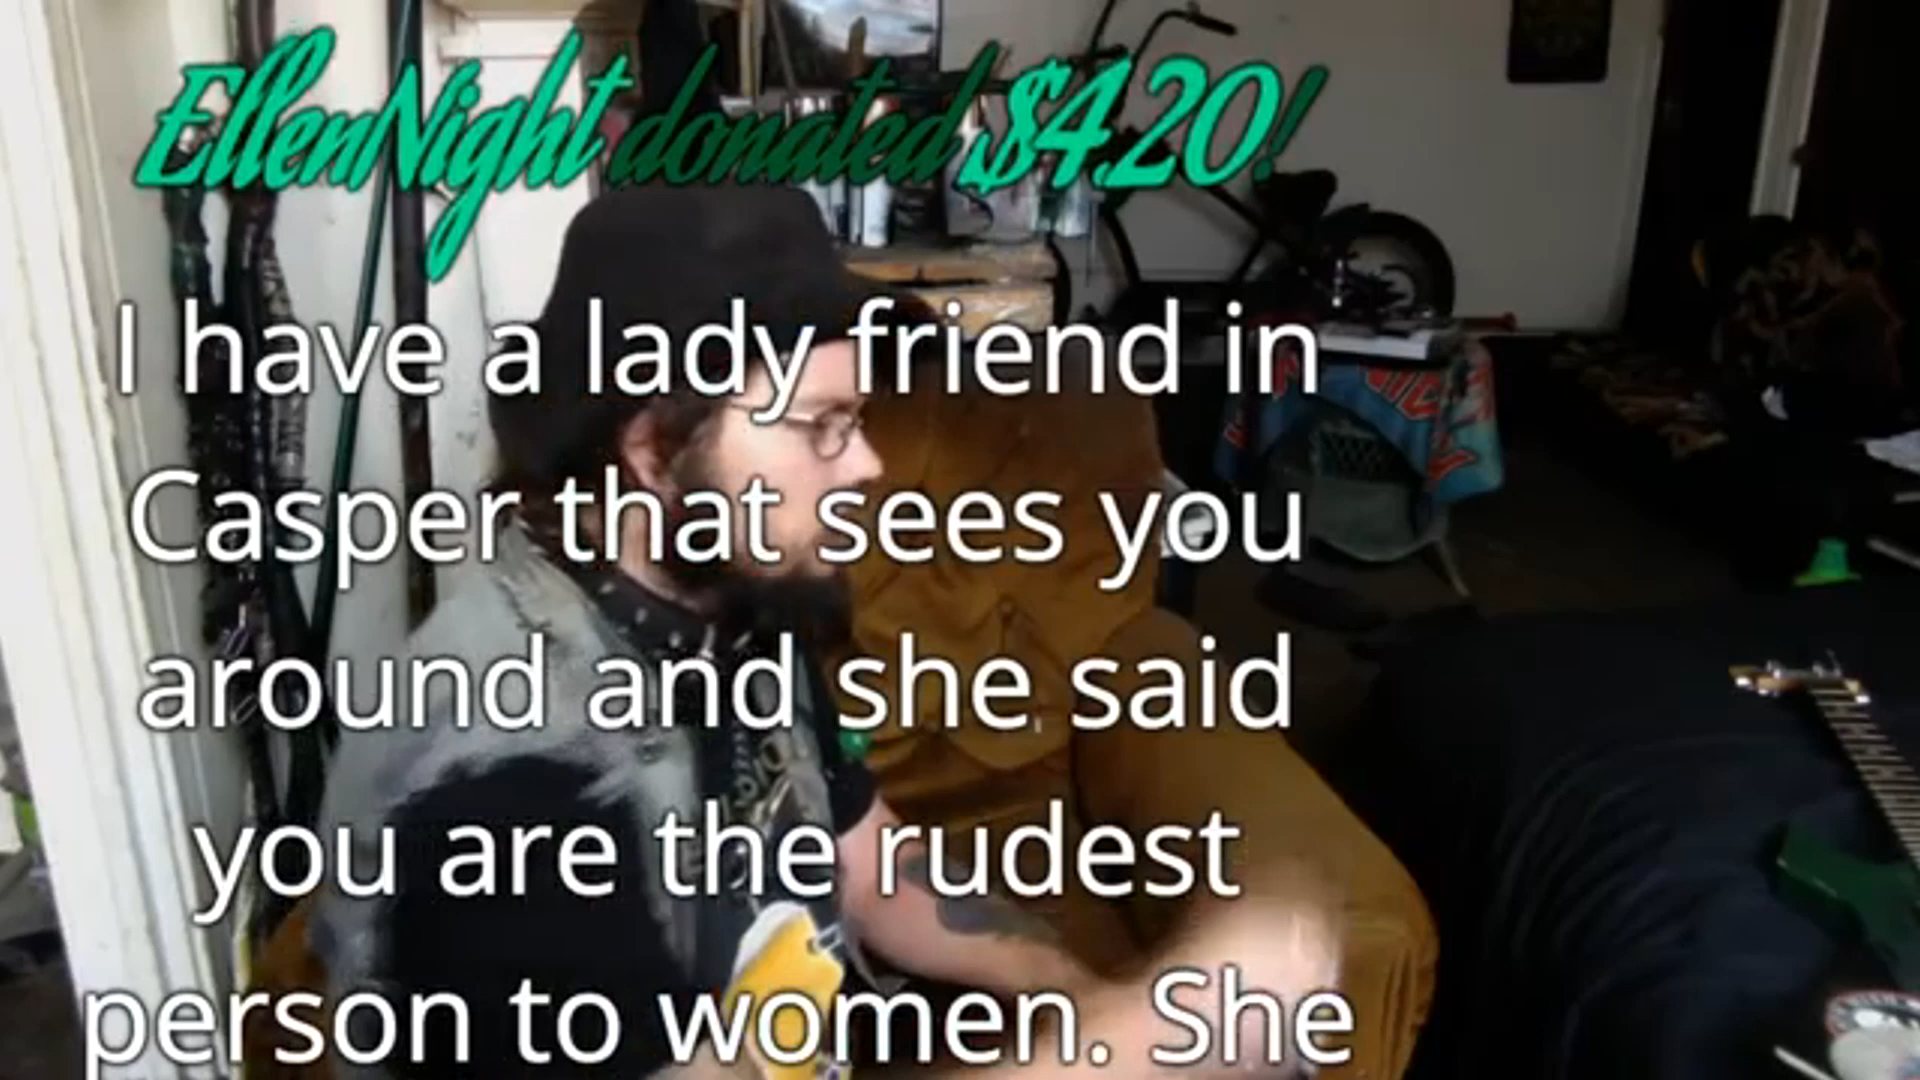 EllenNight donated $4.20!
I have a lady friend in
Casper that sees you
around and she said
you are the rudest
person to women. She